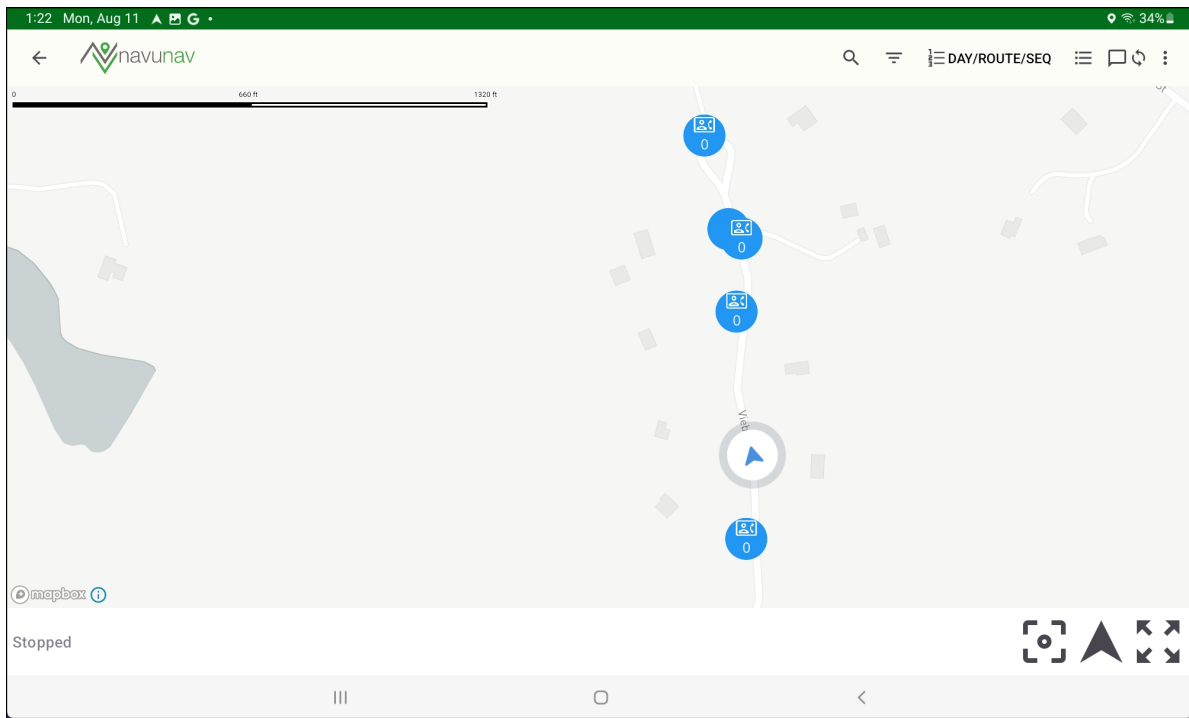 1:22 Mon, Aug 11 G •
34%
navunav
DAY/ROUTE/SEQ
0
660 ft
1320 ft
0
0
0
Vieb
0
mapbox
Stopped